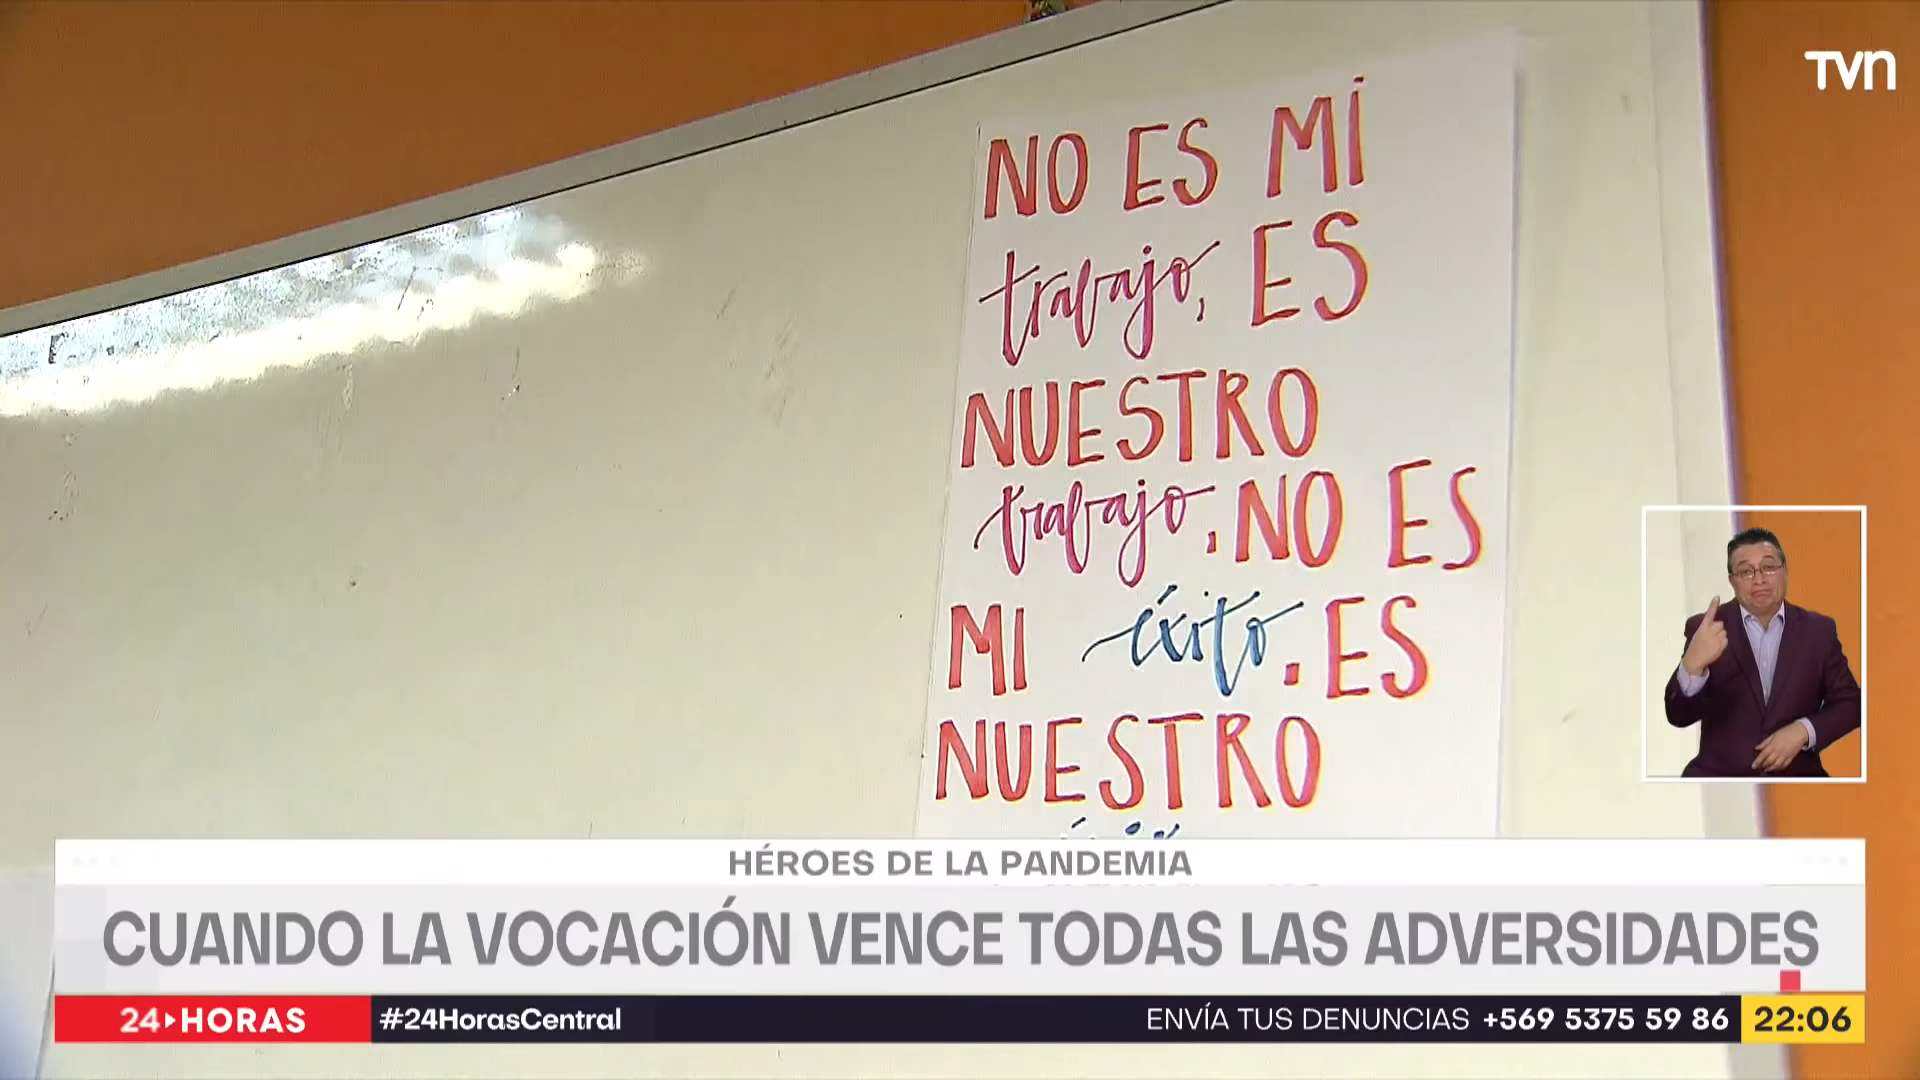 TVN
NO ES MI
trabajo, ES
NUESTRO
trabajo. NO ES
MI éxito. ES
NUESTRO
HÉROES DE LA PANDEMIA
CUANDO LA VOCACIÓN VENCE TODAS LAS ADVERSIDADES
24 HORAS #24HorasCentral ENVÍA TUS DENUNCIAS +569 5375 59 86 22:06